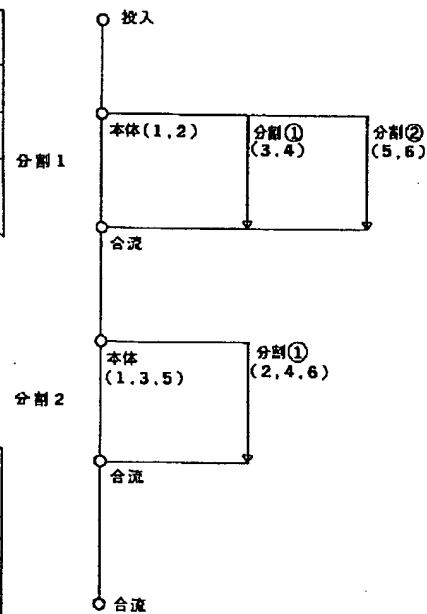 投入
本体(1,2)
分割①
(3,4)
分割②
(5,6)
分割1
合流
本体
(1.3.5)
分割①
(2,4,6)
分割2
合流
合流